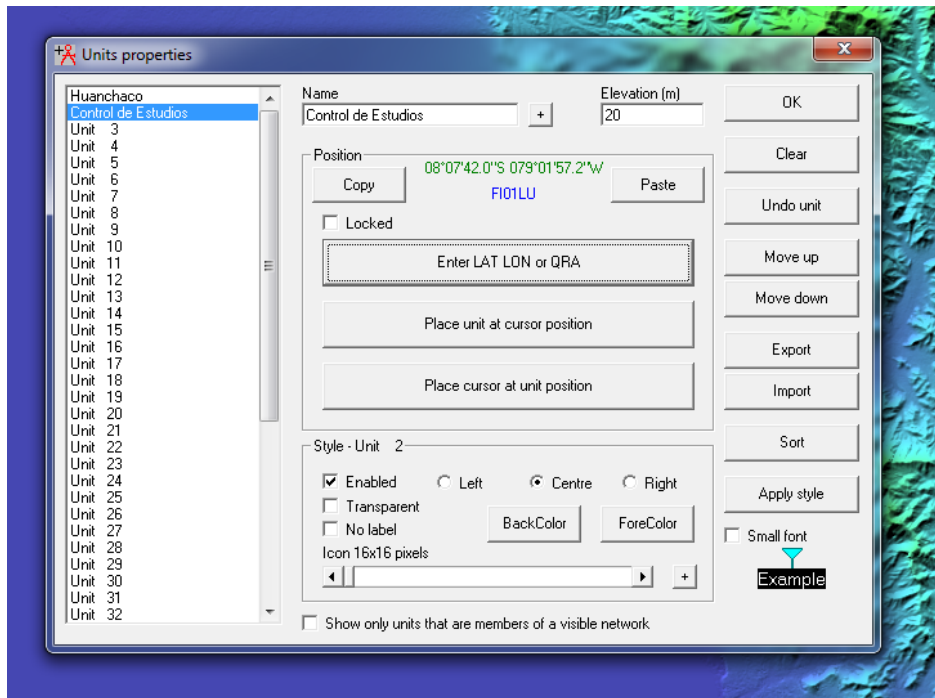 Units properties
Huanchaco
Control de Estudios
Unit 3
Unit 4
Unit 5
Unit 6
Unit 7
Unit 8
Unit 9
Unit 10
Unit 11
Unit 12
Unit 13
Unit 14
Unit 15
Unit 16
Unit 17
Unit 18
Unit 19
Unit 20
Unit 21
Unit 22
Unit 23
Unit 24
Unit 25
Unit 26
Unit 27
Unit 28
Unit 29
Unit 30
Unit 31
Unit 32
Name
Elevation (m)
Control de Estudios
+
20
Position
08°07'42.0"S 079°01'57.2"W
Copy
FI01LU
Paste
Locked
Enter LAT LON or QRA
Place unit at cursor position
Place cursor at unit position
Style - Unit 2
Enabled
Left
Centre
Right
Transparent
No label
BackColor
ForeColor
Icon 16x16 pixels
+
Show only units that are members of a visible network
OK
Clear
Undo unit
Move up
Move down
Export
Import
Sort
Apply style
Small font
Example